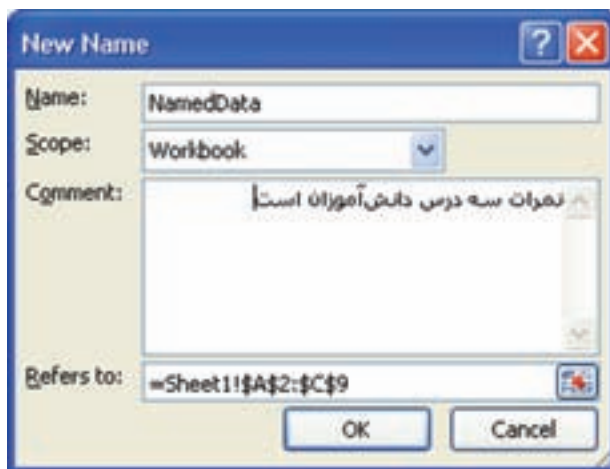 New Name
Name: NamedData
Scope: Workbook
Comment: نمرات سه درس دانش‌آموزان است
Refers to: =Sheet1!$A$2:$C$9
OK Cancel